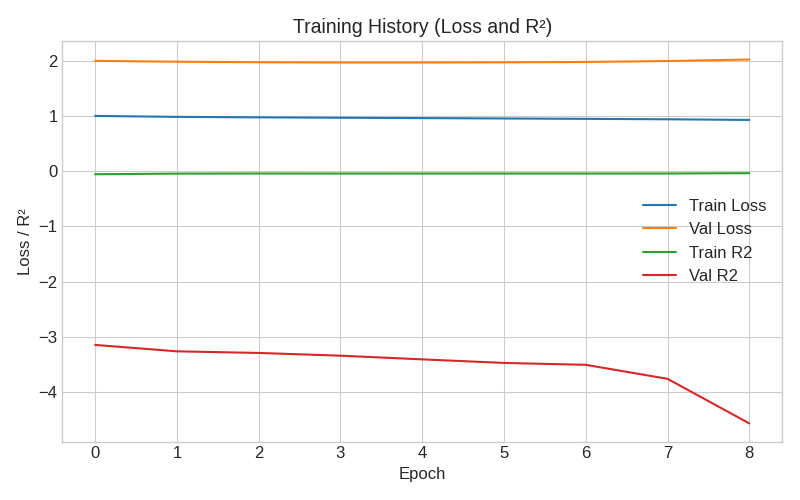 Training History (Loss and R²)
Loss / R²
2
1
0
−1
−2
−3
−4
Train Loss
Val Loss
Train R2
Val R2
0 1 2 3 4 5 6 7 8
Epoch